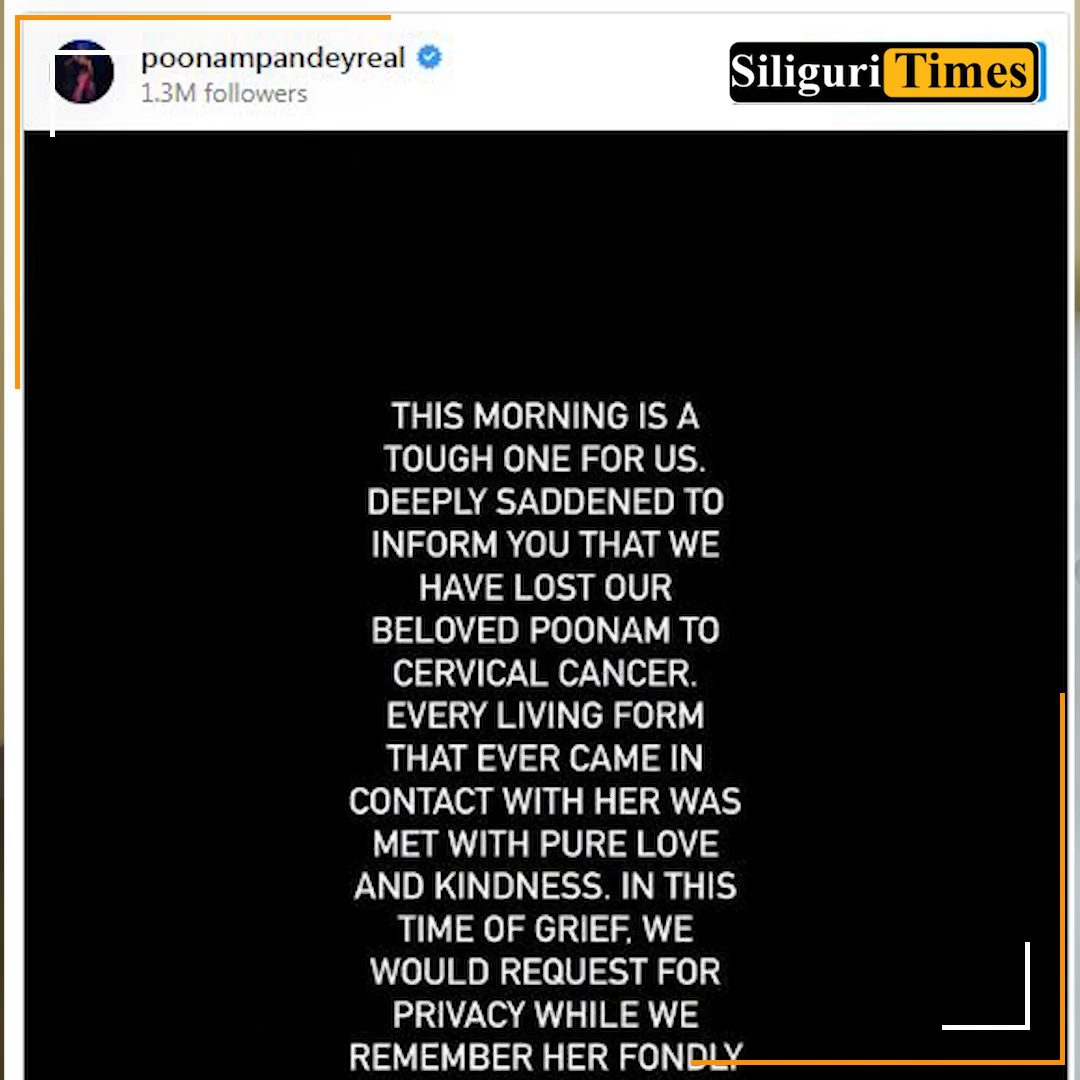 poonampandeyreal
1.3M followers
Siliguri Times
THIS MORNING IS A
TOUGH ONE FOR US.
DEEPLY SADDENED TO
INFORM YOU THAT WE
HAVE LOST OUR
BELOVED POONAM TO
CERVICAL CANCER.
EVERY LIVING FORM
THAT EVER CAME IN
CONTACT WITH HER WAS
MET WITH PURE LOVE
AND KINDNESS. IN THIS
TIME OF GRIEF, WE
WOULD REQUEST FOR
PRIVACY WHILE WE
REMEMBER HER FONDLY